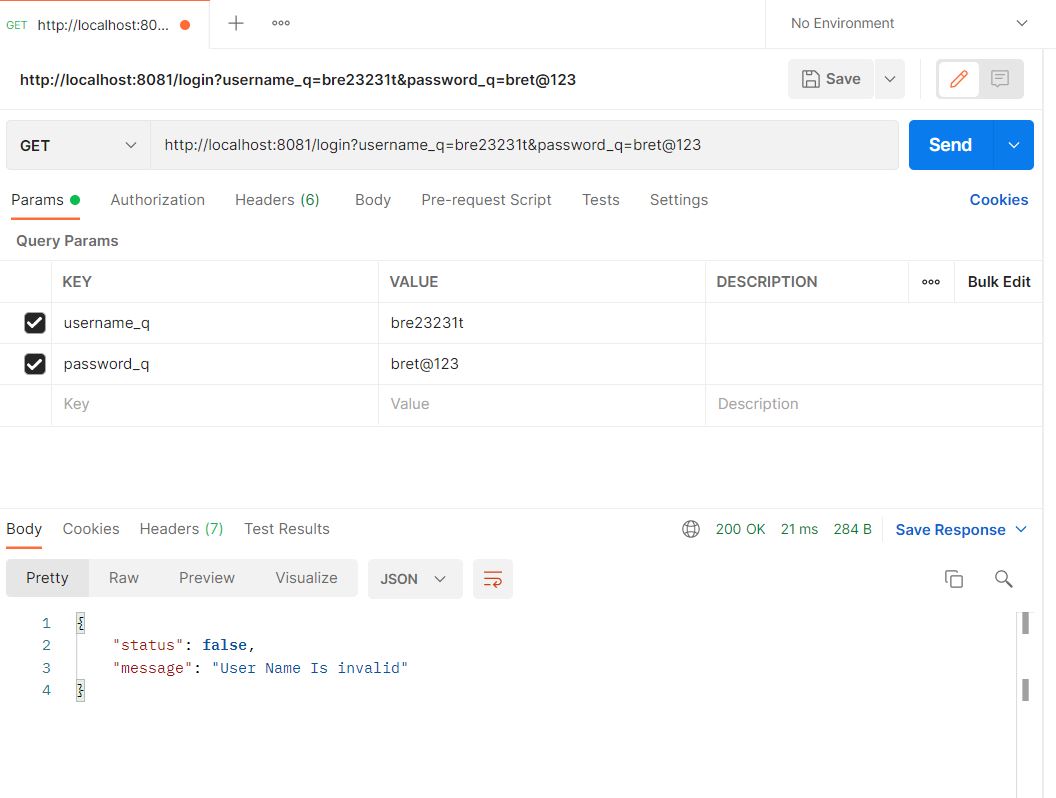 GET http://localhost:80... No Environment
http://localhost:8081/login?username_q=bre23231t&password_q=bret@123 Save
GET http://localhost:8081/login?username_q=bre23231t&password_q=bret@123 Send
Params Authorization Headers (6) Body Pre-request Script Tests Settings Cookies
Query Params
KEY VALUE DESCRIPTION Bulk Edit
username_q bre23231t
password_q bret@123
Key Value Description
Body Cookies Headers (7) Test Results 200 OK 21 ms 284 B Save Response
Pretty Raw Preview Visualize JSON
1 {
2 "status": false,
3 "message": "User Name Is invalid"
4 }